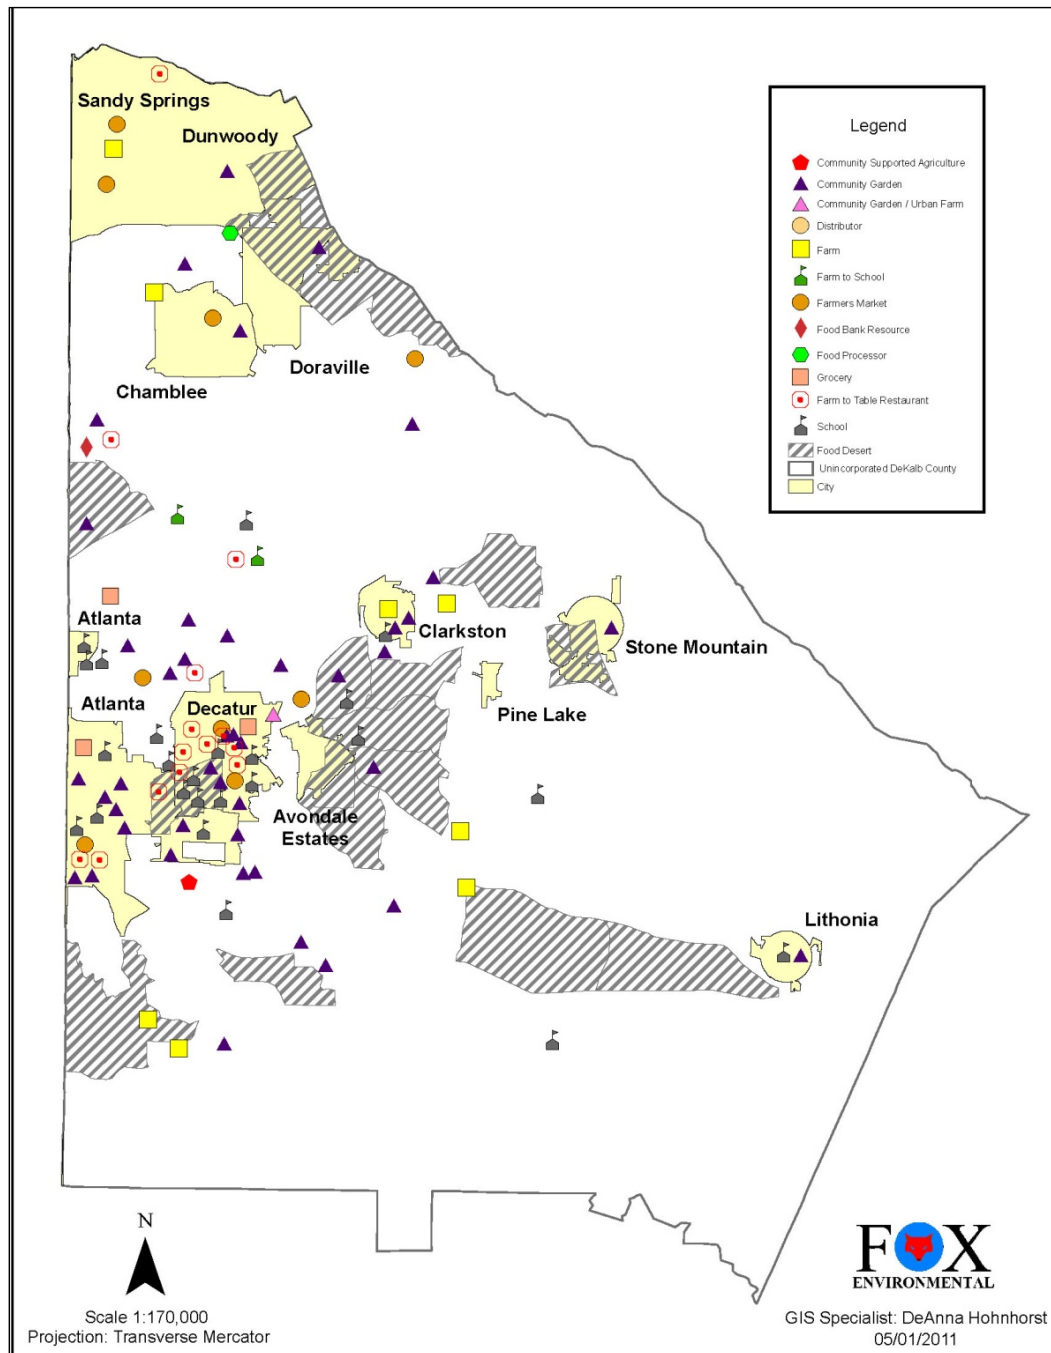 Sandy Springs
Dunwoody
Doraville
Chamblee
Atlanta
Clarkston
Stone Mountain
Atlanta
Decatur
Pine Lake
Avondale
Estates
Lithonia
Legend
Community Supported Agriculture
Community Garden
Community Garden / Urban Farm
Distributor
Farm
Farm to School
Farmers Market
Food Bank Resource
Food Processor
Grocery
Farm to Table Restaurant
School
Food Desert
Unincorporated DeKalb County
City
N
Scale 1:170,000
Projection: Transverse Mercator
FOX
ENVIRONMENTAL
GIS Specialist: DeAnna Hohnhorst
05/01/2011